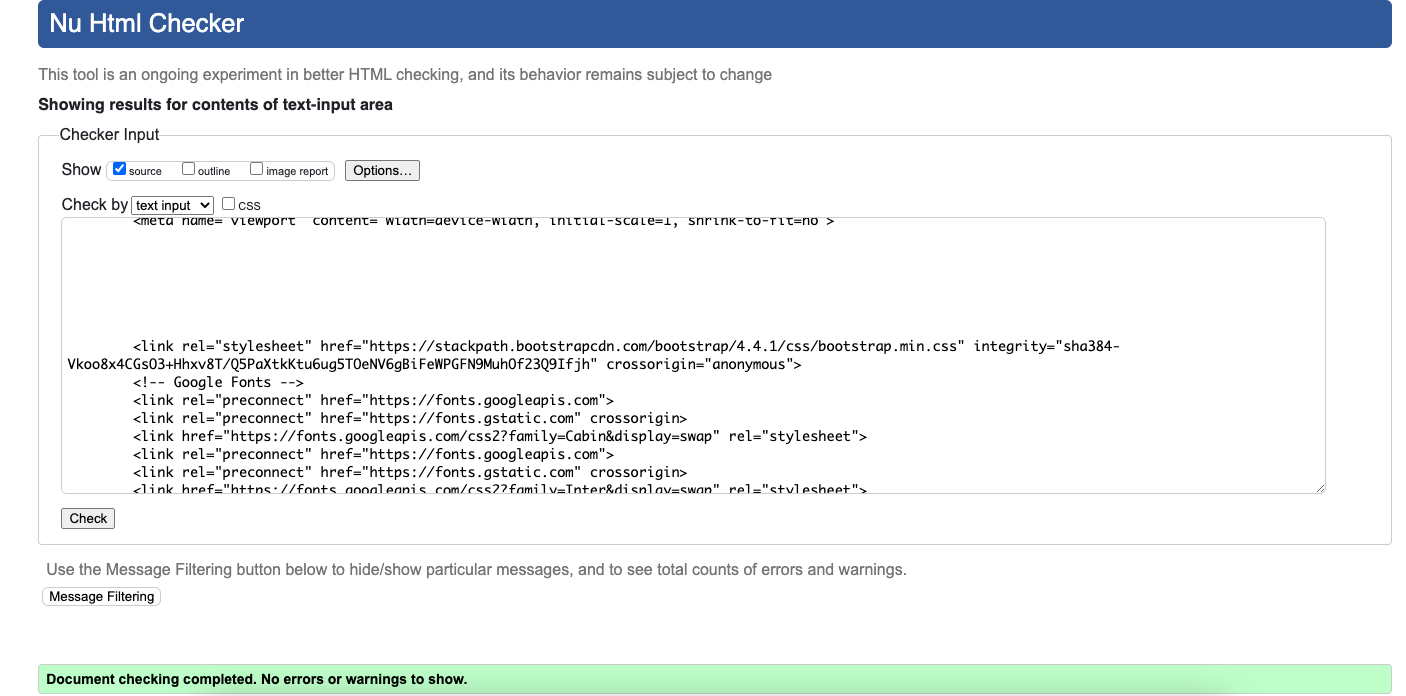 Nu Html Checker
This tool is an ongoing experiment in better HTML checking, and its behavior remains subject to change
Showing results for contents of text-input area
Checker Input
Show source outline image report Options...
Check by text input css
<meta name="viewport" content="width=device-width, initial-scale=1, shrink-to-fit=no">
<link rel="stylesheet" href="https://stackpath.bootstrapcdn.com/bootstrap/4.4.1/css/bootstrap.min.css" integrity="sha384-
Vkoo8x4CGsO3+Hhxv8T/Q5PaXtkKtu6ug5TOeNV6gBiFeWPGFN9MuhOf23Q9Ifjh" crossorigin="anonymous">
<!-- Google Fonts -->
<link rel="preconnect" href="https://fonts.googleapis.com">
<link rel="preconnect" href="https://fonts.gstatic.com" crossorigin>
<link href="https://fonts.googleapis.com/css2?family=Cabin&display=swap" rel="stylesheet">
<link rel="preconnect" href="https://fonts.googleapis.com">
<link rel="preconnect" href="https://fonts.gstatic.com" crossorigin>
<link href="https://fonts.googleapis.com/css2?family=Inter&display=swap" rel="stylesheet">
Check
Use the Message Filtering button below to hide/show particular messages, and to see total counts of errors and warnings.
Message Filtering
Document checking completed. No errors or warnings to show.